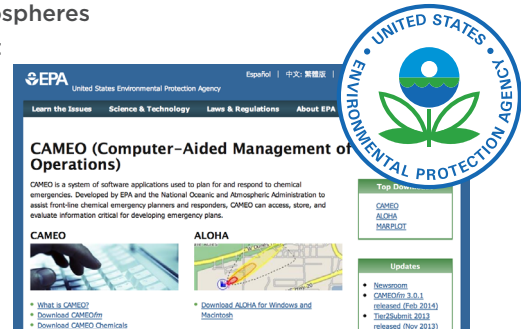 ospheres
EPA
United States Environmental Protection Agency
Español | 中文: 繁體版 |
Learn the Issues Science & Technology Laws & Regulations About EPA
UNITED STATES
ENVIRONMENTAL PROTECTION AGENCY
CAMEO (Computer-Aided Management of
Operations)
CAMEO is a system of software applications used to plan for and respond to chemical
emergencies. Developed by EPA and the National Oceanic and Atmospheric Administration to
assist front-line chemical emergency planners and responders, CAMEO can access, store, and
evaluate information critical for developing emergency plans.
CAMEO
What is CAMEO?
Download CAMEOfm
Download CAMEO Chemicals
ALOHA
Download ALOHA for Windows and
Macintosh
Top Dow
CAMEO
ALOHA
MARPLOT
Updates
Newsroom
CAMEOfm 3.0.1
released (Feb 2014)
Tier2Submit 2013
released (Nov 2013)